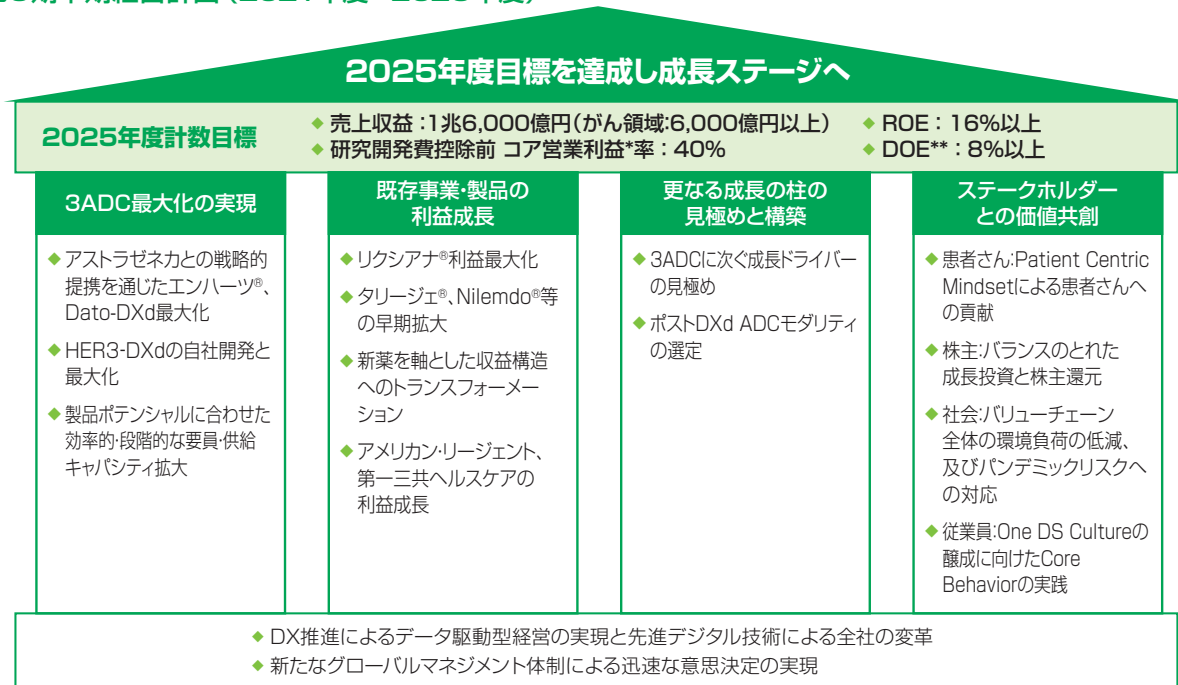 2025年度目標を達成し成長ステージへ
2025年度計数目標
◆ 売上収益：1兆6,000億円（がん領域:6,000億円以上）
◆ 研究開発費控除前 コア営業利益*率：40%
◆ ROE：16%以上
◆ DOE**：8%以上
3ADC最大化の実現
◆ アストラゼネカとの戦略的
提携を通じたエンハーツ®、
Dato-DXd最大化
◆ HER3-DXdの自社開発と
最大化
◆ 製品ポテンシャルに合わせた
効率的・段階的な要員・供給
キャパシティ拡大
既存事業・製品の
利益成長
◆ リクシアナ®利益最大化
◆ タリージェ®、Nilemdo®等
の早期拡大
◆ 新薬を軸とした収益構造
へのトランスフォーメー
ション
◆ アメリカン・リージェント、
第一三共ヘルスケアの
利益成長
更なる成長の柱の
見極めと構築
◆ 3ADCに次ぐ成長ドライバー
の見極め
◆ ポストDXd ADCモダリティ
の選定
ステークホルダー
との価値共創
◆ 患者さん:Patient Centric
Mindsetによる患者さんへ
の貢献
◆ 株主:バランスのとれた
成長投資と株主還元
◆ 社会:バリューチェーン
全体の環境負荷の低減、
及びパンデミックリスクへ
の対応
◆ 従業員:One DS Cultureの
醸成に向けたCore
Behaviorの実践
◆ DX推進によるデータ駆動型経営の実現と先進デジタル技術による全社の変革
◆ 新たなグローバルマネジメント体制による迅速な意思決定の実現